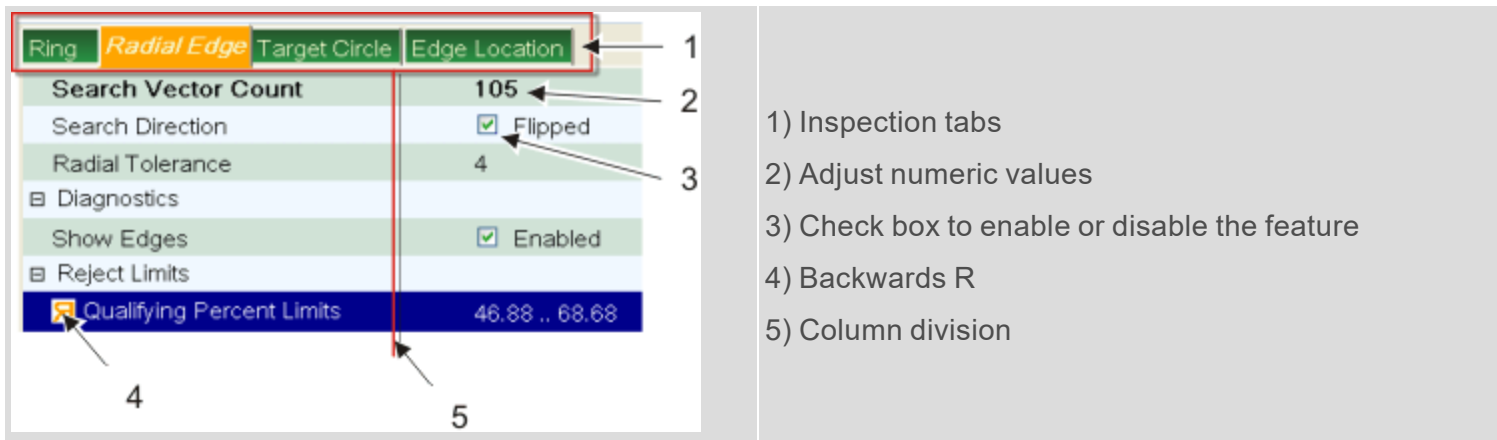 Ring Radial Edge Target Circle Edge Location 1
Search Vector Count 105 2
Search Direction Flipped
Radial Tolerance 4 3
Diagnostics
Show Edges Enabled
Reject Limits
R Qualifying Percent Limits 46.88 .. 68.68
4 5
1) Inspection tabs
2) Adjust numeric values
3) Check box to enable or disable the feature
4) Backwards R
5) Column division